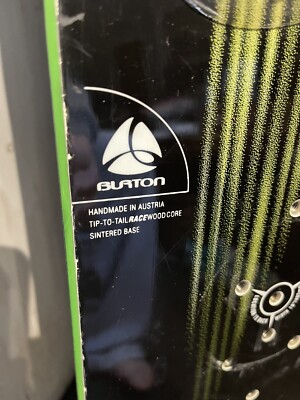 BURTON
HANDMADE IN AUSTRIA
TIP-TO-TAIL RACEWOOD CORE
SINTERED BASE